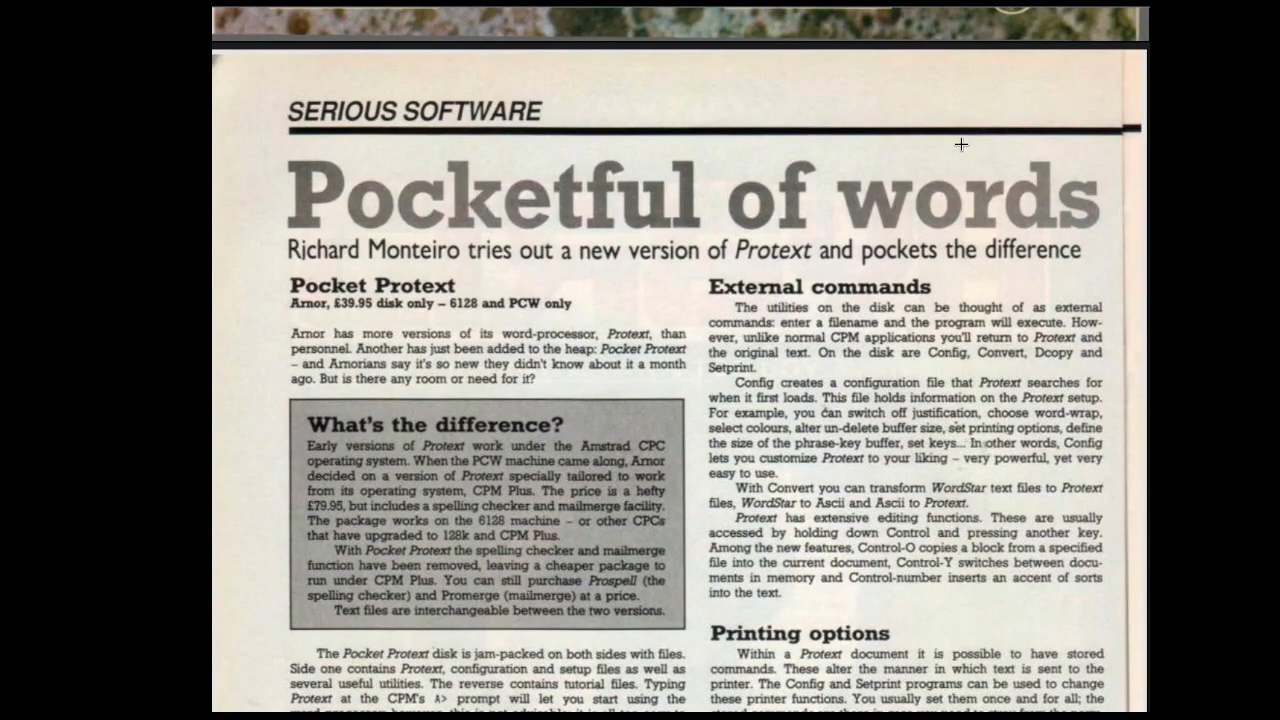 SERIOUS SOFTWARE
Pocketful of words
Richard Monteiro tries out a new version of Protext and pockets the difference
Pocket Protext
Arnor, £39.95 disk only – 6128 and PCW only
Arnor has more versions of its word-processor, Protext, than
personnel. Another has just been added to the heap: Pocket Protext
– and Arnorians say it's so new they didn't know about it a month
ago. But is there any room or need for it?
What's the difference?
Early versions of Protext work under the Amstrad CPC
operating system. When the PCW machine came along, Arnor
decided on a version of Protext specially tailored to work
from its operating system, CPM Plus. The price is a hefty
£79.95, but includes a spelling checker and mailmerge facility.
The package works on the 6128 machine – or other CPCs
that have upgraded to 128k and CPM Plus.
With Pocket Protext the spelling checker and mailmerge
function have been removed, leaving a cheaper package to
run under CPM Plus. You can still purchase Prospell (the
spelling checker) and Promerge (mailmerge) at a price.
Text files are interchangeable between the two versions.
The Pocket Protext disk is jam-packed on both sides with files.
Side one contains Protext, configuration and setup files as well as
several useful utilities. The reverse contains tutorial files. Typing
Protext at the CPM's A> prompt will let you start using the
External commands
The utilities on the disk can be thought of as external
commands: enter a filename and the program will execute. How-
ever, unlike normal CPM applications you'll return to Protext and
the original text. On the disk are Config, Convert, Dcopy and
Setprint.
Config creates a configuration file that Protext searches for
when it first loads. This file holds information on the Protext setup.
For example, you can switch off justification, choose word-wrap,
select colours, alter un-delete buffer size, set printing options, define
the size of the phrase-key buffer, set keys... In other words, Config
lets you customize Protext to your liking – very powerful, yet very
easy to use.
With Convert you can transform WordStar text files to Protext
files, WordStar to Ascii and Ascii to Protext.
Protext has extensive editing functions. These are usually
accessed by holding down Control and pressing another key.
Among the new features, Control-O copies a block from a specified
file into the current document, Control-Y switches between docu-
ments in memory and Control-number inserts an accent of sorts
into the text.
Printing options
Within a Protext document it is possible to have stored
commands. These alter the manner in which text is sent to the
printer. The Config and Setprint programs can be used to change
these printer functions. You usually set them once and for all; the